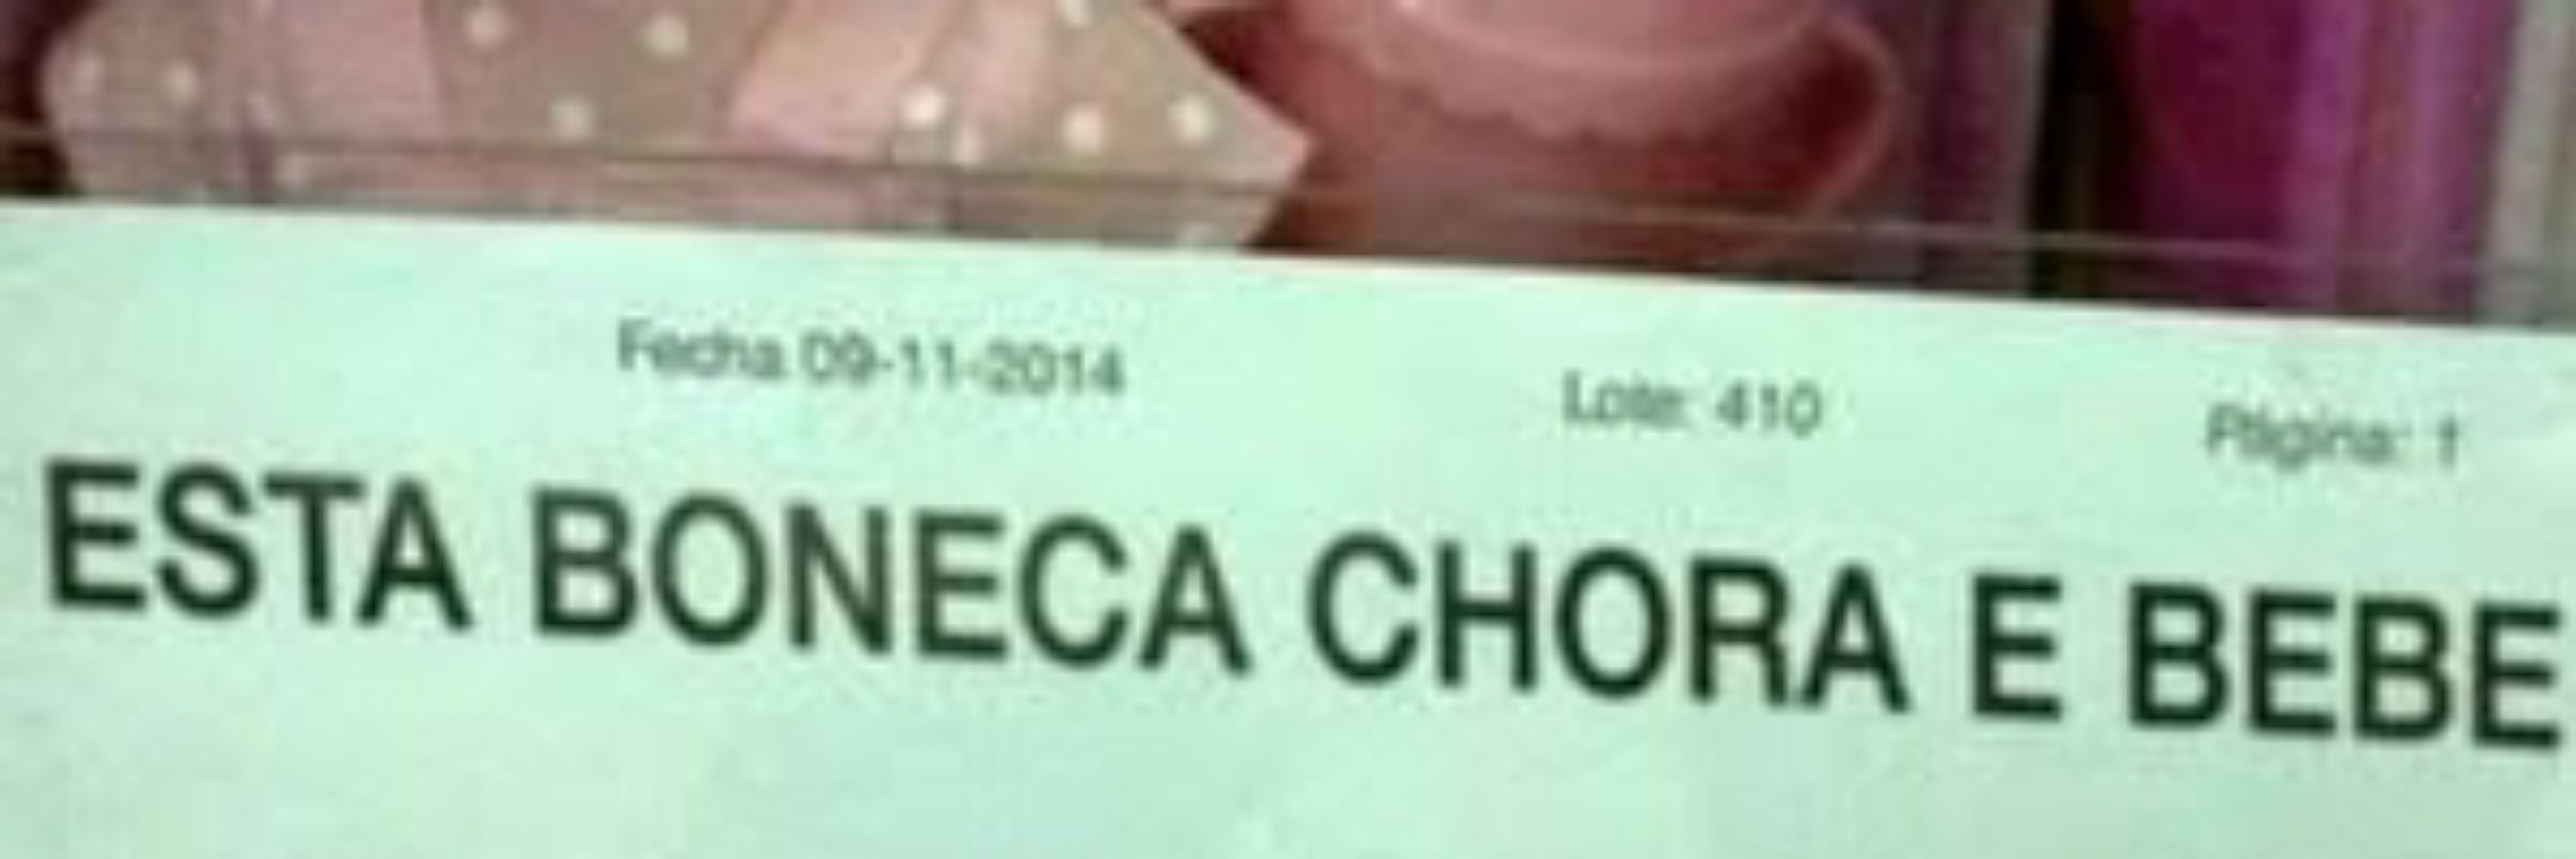 Fecha 09-11-2014 Lote: 410 Página: 1
ESTA BONECA CHORA E BEBE